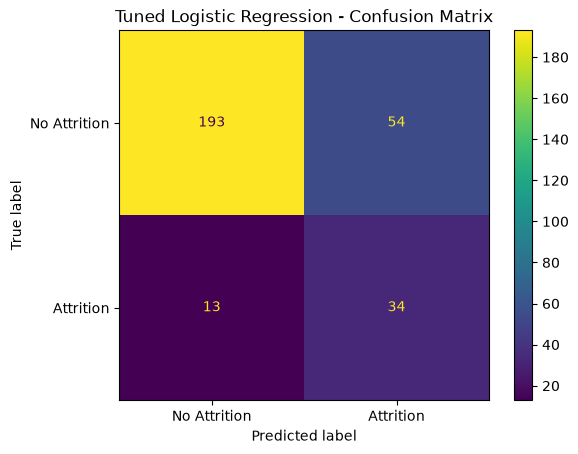 Tuned Logistic Regression - Confusion Matrix
No Attrition
193
54
Attrition
13
34
No Attrition
Attrition
True label
Predicted label
180
160
140
120
100
80
60
40
20